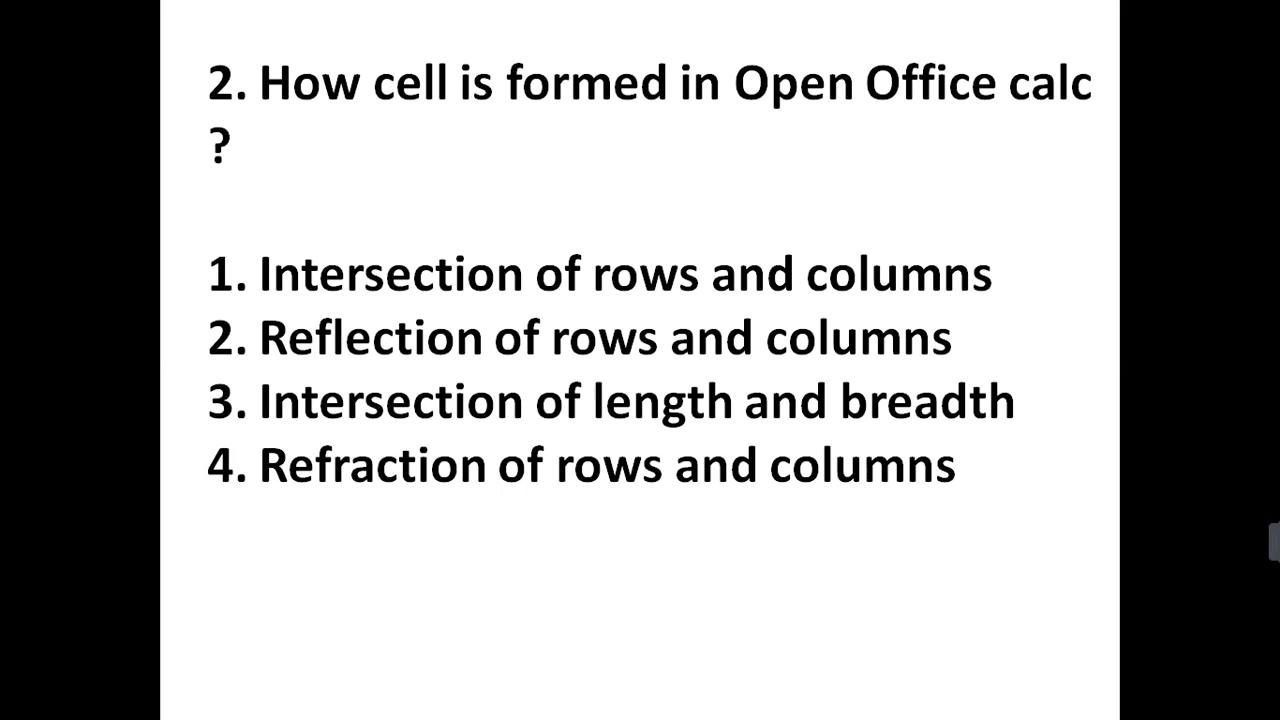 2. How cell is formed in Open Office calc
?
1. Intersection of rows and columns
2. Reflection of rows and columns
3. Intersection of length and breadth
4. Refraction of rows and columns